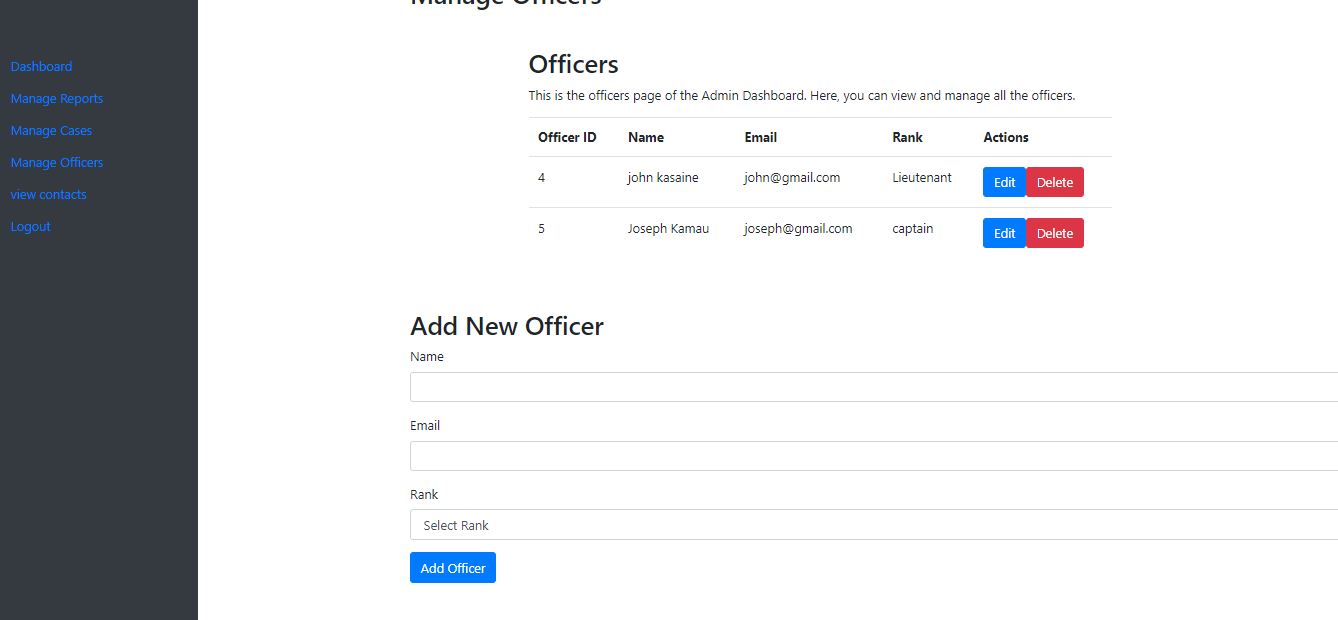 Manage Officers
Dashboard
Manage Reports
Manage Cases
Manage Officers
view contacts
Logout
Officers
This is the officers page of the Admin Dashboard. Here, you can view and manage all the officers.
Officer ID Name Email Rank Actions
4 john kasaine john@gmail.com Lieutenant Edit Delete
5 Joseph Kamau joseph@gmail.com captain Edit Delete
Add New Officer
Name
Email
Rank
Select Rank
Add Officer